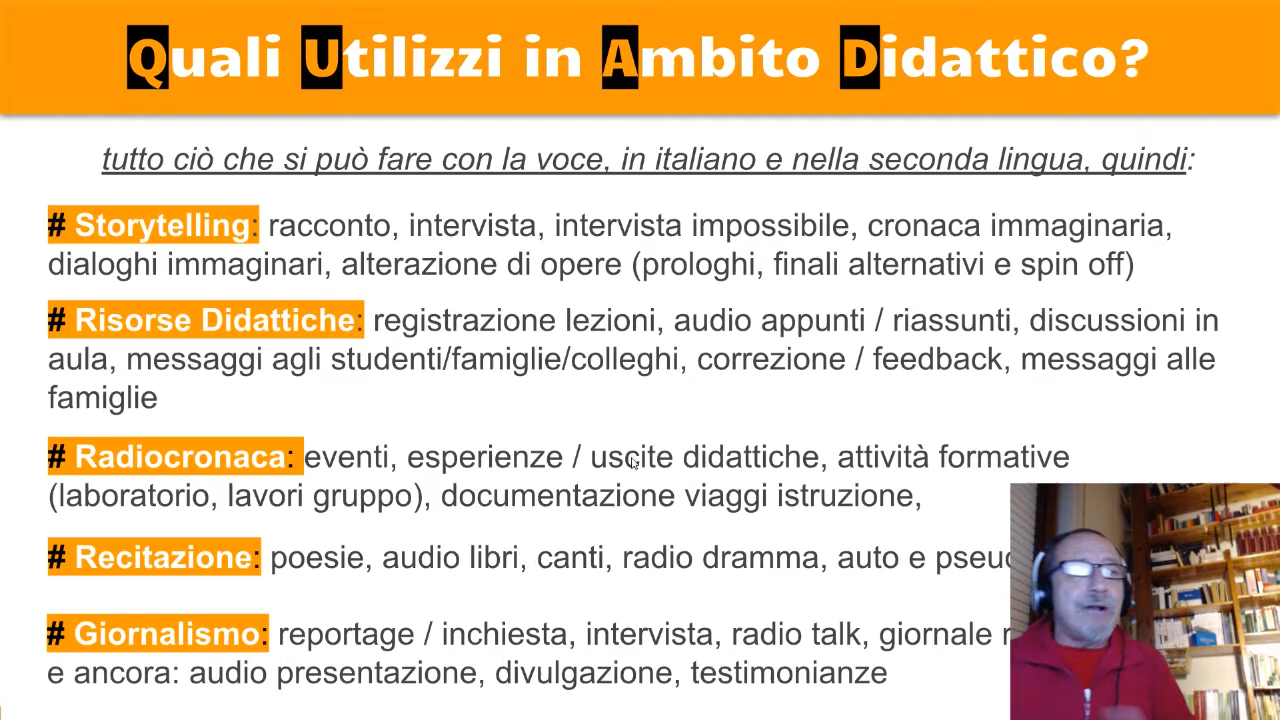 Quali Utilizzi in Ambito Didattico?
tutto ciò che si può fare con la voce, in italiano e nella seconda lingua, quindi:
# Storytelling: racconto, intervista, intervista impossibile, cronaca immaginaria,
dialoghi immaginari, alterazione di opere (prologhi, finali alternativi e spin off)
# Risorse Didattiche: registrazione lezioni, audio appunti / riassunti, discussioni in
aula, messaggi agli studenti/famiglie/colleghi, correzione / feedback, messaggi alle
famiglie
# Radiocronaca: eventi, esperienze / uscite didattiche, attività formative
(laboratorio, lavori gruppo), documentazione viaggi istruzione,
# Recitazione: poesie, audio libri, canti, radio dramma, auto e
# Giornalismo: reportage / inchiesta, intervista, radio talk, giornale
e ancora: audio presentazione, divulgazione, testimonianze